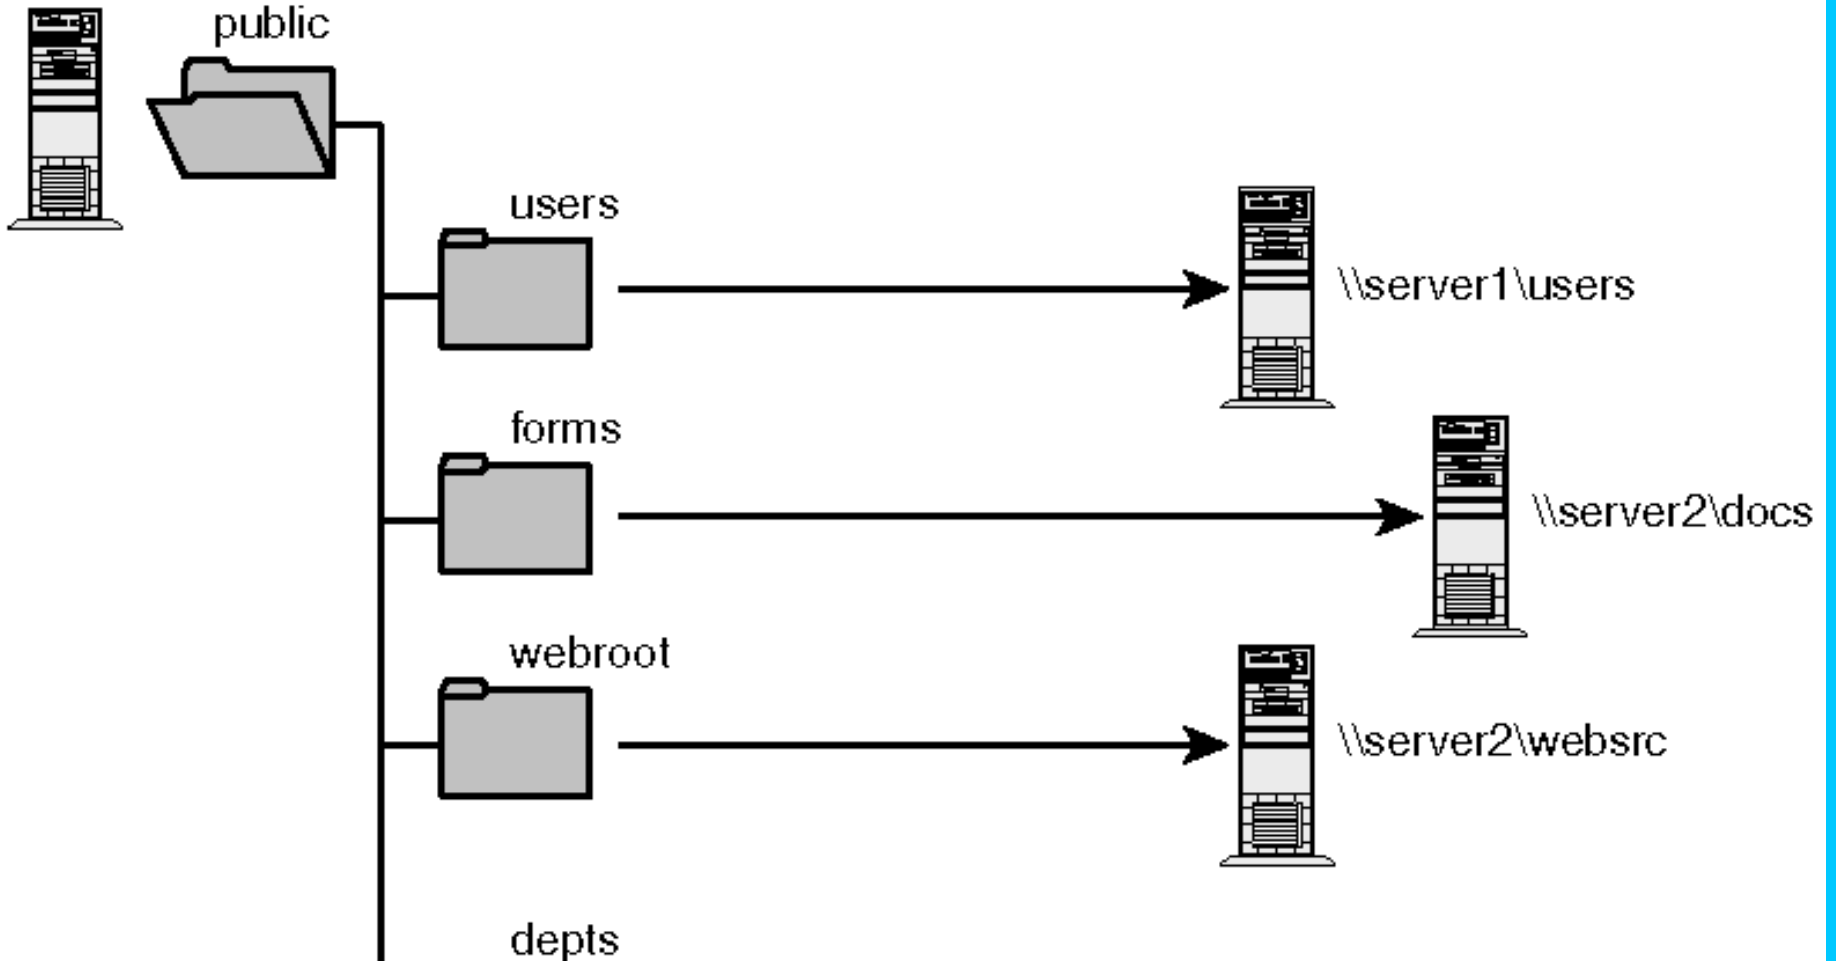 public
users
\\server1\users
forms
\\server2\docs
webroot
\\server2\websrc
depts